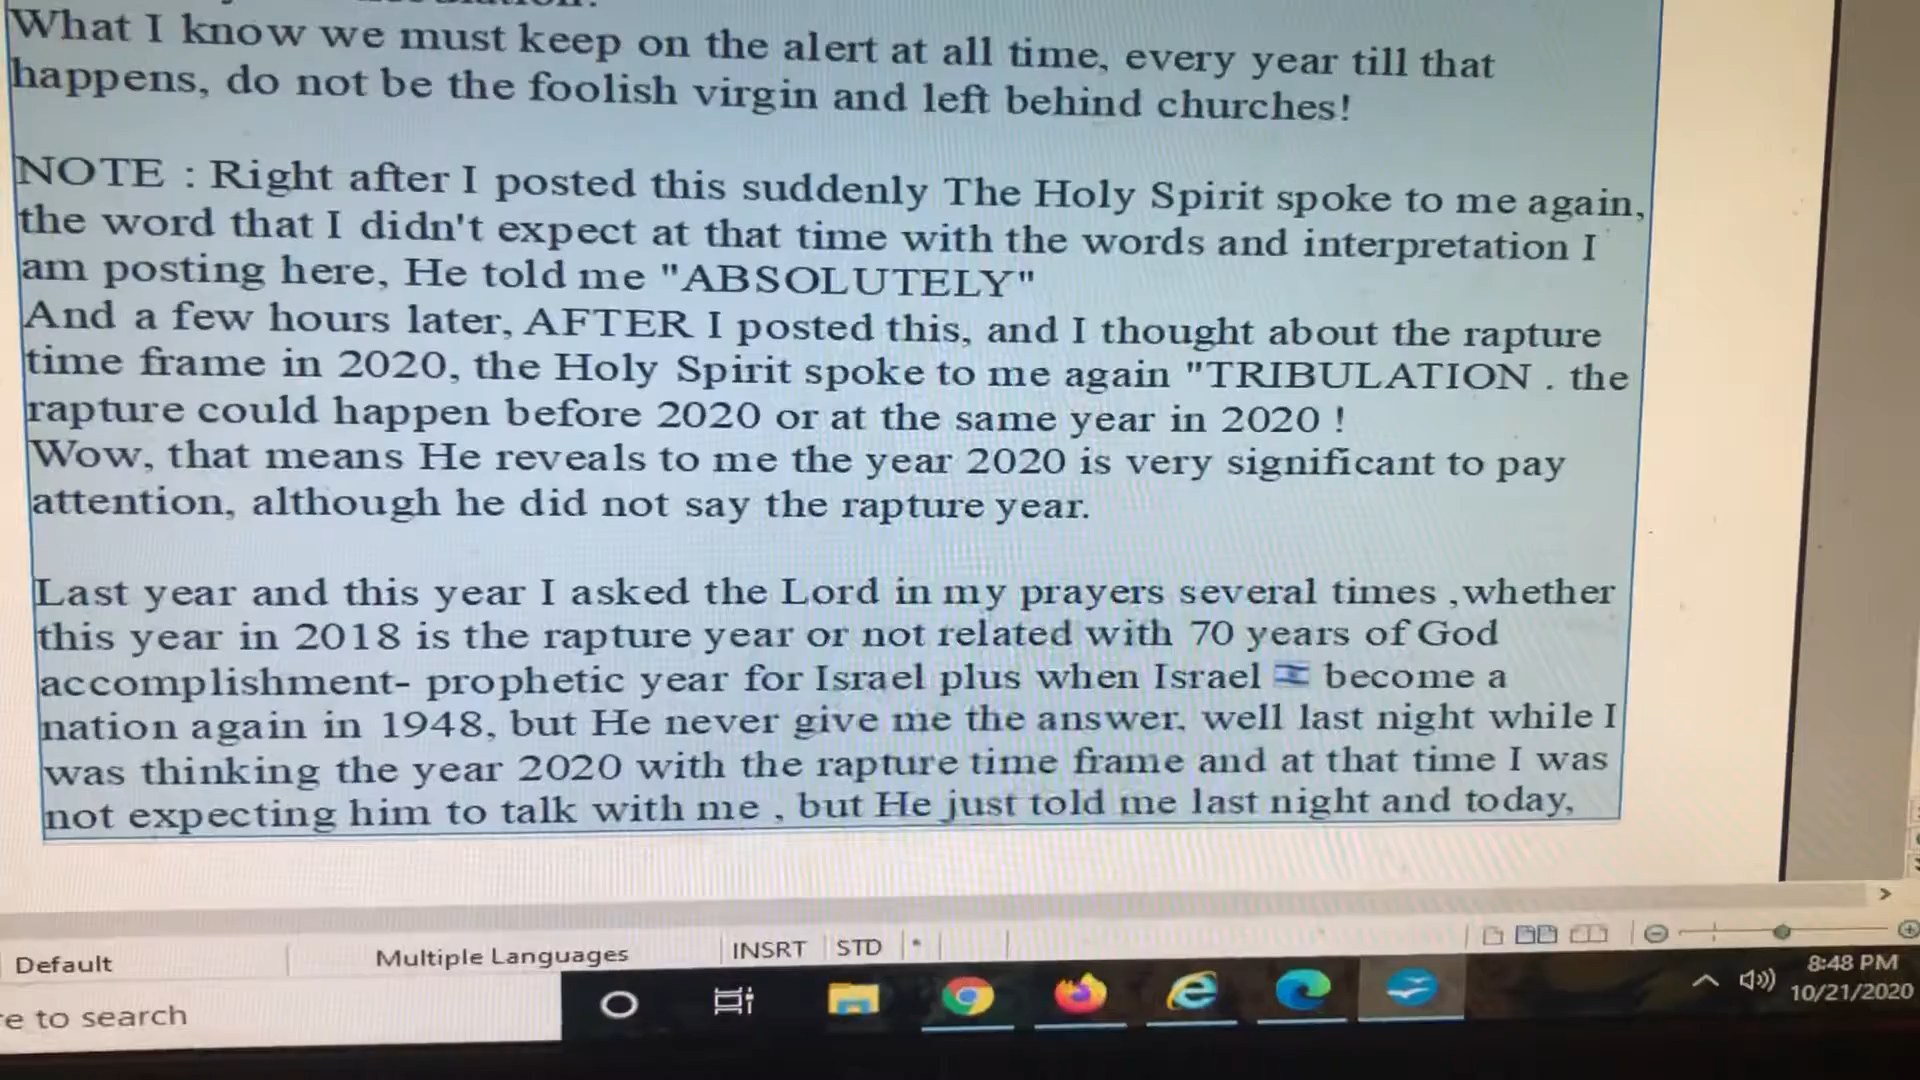 What I know we must keep on the alert at all time, every year till that
happens, do not be the foolish virgin and left behind churches!
NOTE : Right after I posted this suddenly The Holy Spirit spoke to me again,
the word that I didn't expect at that time with the words and interpretation I
am posting here, He told me "ABSOLUTELY"
And a few hours later, AFTER I posted this, and I thought about the rapture
time frame in 2020, the Holy Spirit spoke to me again "TRIBULATION . the
rapture could happen before 2020 or at the same year in 2020 !
Wow, that means He reveals to me the year 2020 is very significant to pay
attention, although he did not say the rapture year.
Last year and this year I asked the Lord in my prayers several times ,whether
this year in 2018 is the rapture year or not related with 70 years of God
accomplishment- prophetic year for Israel plus when Israel 🇮🇱 become a
nation again in 1948, but He never give me the answer. well last night while I
was thinking the year 2020 with the rapture time frame and at that time I was
not expecting him to talk with me , but He just told me last night and today,
Default Multiple Languages INSRT STD *
e to search
8:48 PM
10/21/2020